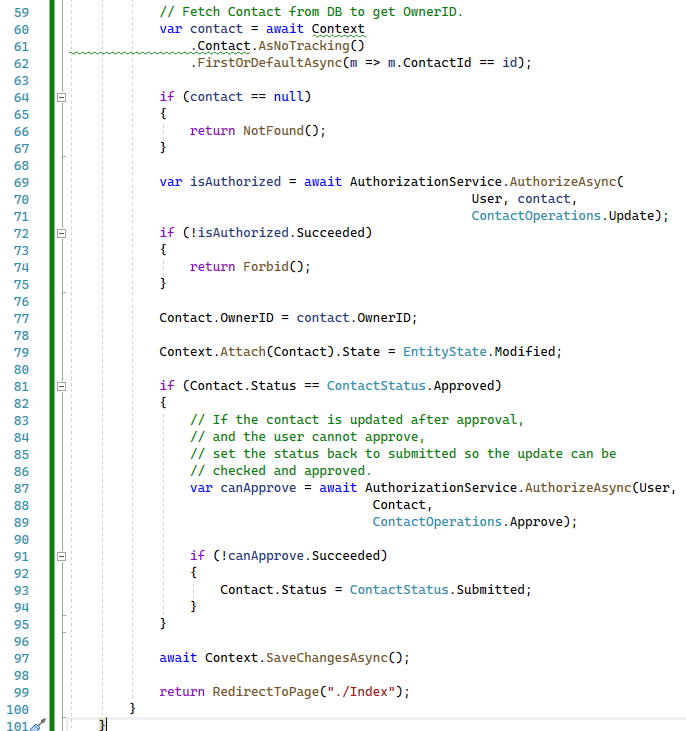 59 // Fetch Contact from DB to get OwnerID.
60 var contact = await Context
61 .Contact.AsNoTracking()
62 .FirstOrDefaultAsync(m => m.ContactId == id);
63
64 if (contact == null)
65 {
66 return NotFound();
67 }
68
69 var isAuthorized = await AuthorizationService.AuthorizeAsync(
70 User, contact,
71 ContactOperations.Update);
72 if (!isAuthorized.Succeeded)
73 {
74 return Forbid();
75 }
76
77 Contact.OwnerID = contact.OwnerID;
78
79 Context.Attach(Contact).State = EntityState.Modified;
80
81 if (Contact.Status == ContactStatus.Approved)
82 {
83 // If the contact is updated after approval,
84 // and the user cannot approve,
85 // set the status back to submitted so the update can be
86 // checked and approved.
87 var canApprove = await AuthorizationService.AuthorizeAsync(User,
88 Contact,
89 ContactOperations.Approve);
90
91 if (!canApprove.Succeeded)
92 {
93 Contact.Status = ContactStatus.Submitted;
94 }
95 }
96
97 await Context.SaveChangesAsync();
98
99 return RedirectToPage("./Index");
100 }
101 }